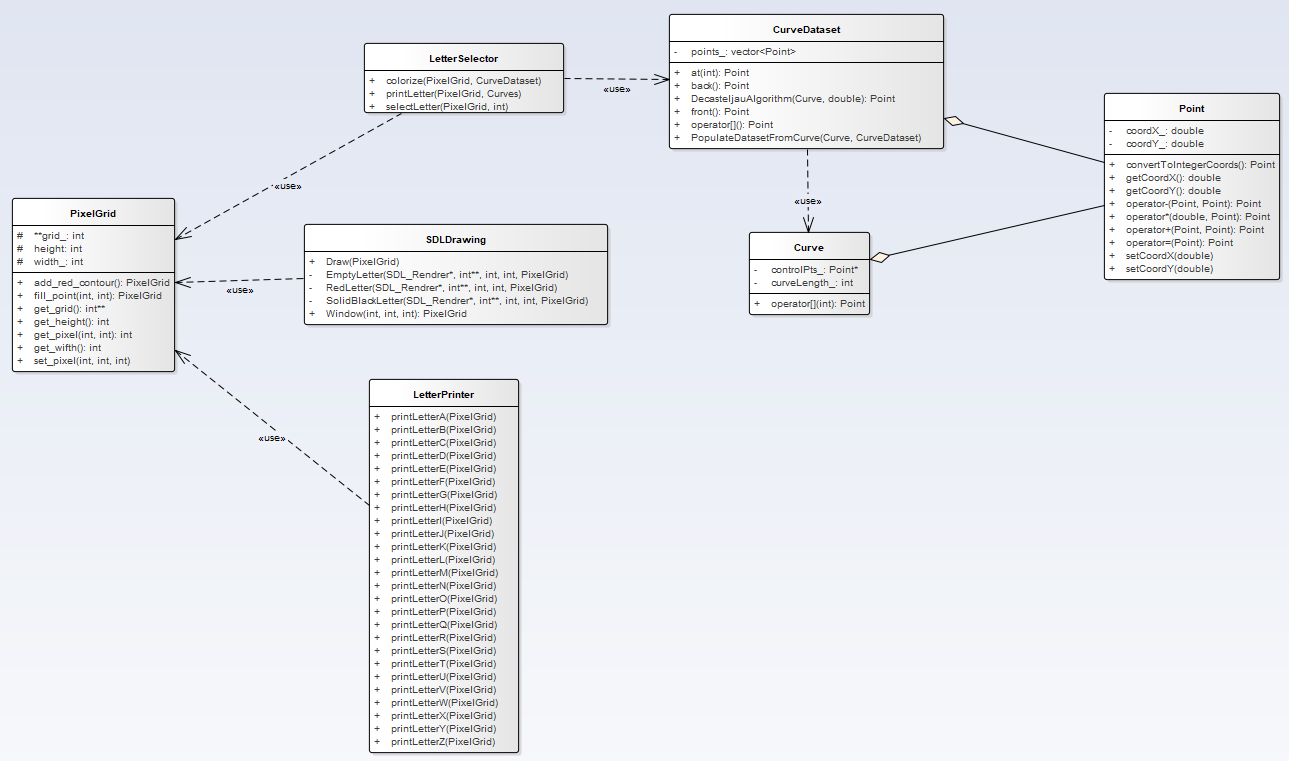 LetterSelector
+ colorize(PixelGrid, CurveDataset)
+ printLetter(PixelGrid, Curves)
+ selectLetter(PixelGrid, int)
«use»
CurveDataset
- points_: vector<Point>
+ at(int): Point
+ back(): Point
+ DecasteljauAlgorithm(Curve, double): Point
+ front(): Point
+ operator[](): Point
+ PopulateDatasetFromCurve(Curve, CurveDataset)
Point
- coordX_: double
- coordY_: double
+ convertToIntegerCoords(): Point
+ getCoordX(): double
+ getCoordY(): double
+ operator-(Point, Point): Point
+ operator*(double, Point): Point
+ operator+(Point, Point): Point
+ operator=(Point): Point
+ setCoordX(double)
+ setCoordY(double)
«use»
«use»
PixelGrid
# **grid_: int
# height: int
# width_: int
+ add_red_contour(): PixelGrid
+ fill_point(int, int): PixelGrid
+ get_grid(): int**
+ get_height(): int
+ get_pixel(int, int): int
+ get_wifth(): int
+ set_pixel(int, int, int)
«use»
SDLDrawing
+ Draw(PixelGrid)
- EmptyLetter(SDL_Rendrer*, int**, int, int, PixelGrid)
- RedLetter(SDL_Rendrer*, int**, int, int, PixelGrid)
- SolidBlackLetter(SDL_Rendrer*, int**, int, int, PixelGrid)
+ Window(int, int, int): PixelGrid
Curve
- controlPts_: Point*
- curveLength_: int
+ operator[](int): Point
«use»
LetterPrinter
+ printLetterA(PixelGrid)
+ printLetterB(PixelGrid)
+ printLetterC(PixelGrid)
+ printLetterD(PixelGrid)
+ printLetterE(PixelGrid)
+ printLetterF(PixelGrid)
+ printLetterG(PixelGrid)
+ printLetterH(PixelGrid)
+ printLetterI(PixelGrid)
+ printLetterJ(PixelGrid)
+ printLetterK(PixelGrid)
+ printLetterL(PixelGrid)
+ printLetterM(PixelGrid)
+ printLetterN(PixelGrid)
+ printLetterO(PixelGrid)
+ printLetterP(PixelGrid)
+ printLetterQ(PixelGrid)
+ printLetterR(PixelGrid)
+ printLetterS(PixelGrid)
+ printLetterT(PixelGrid)
+ printLetterU(PixelGrid)
+ printLetterV(PixelGrid)
+ printLetterW(PixelGrid)
+ printLetterX(PixelGrid)
+ printLetterY(PixelGrid)
+ printLetterZ(PixelGrid)